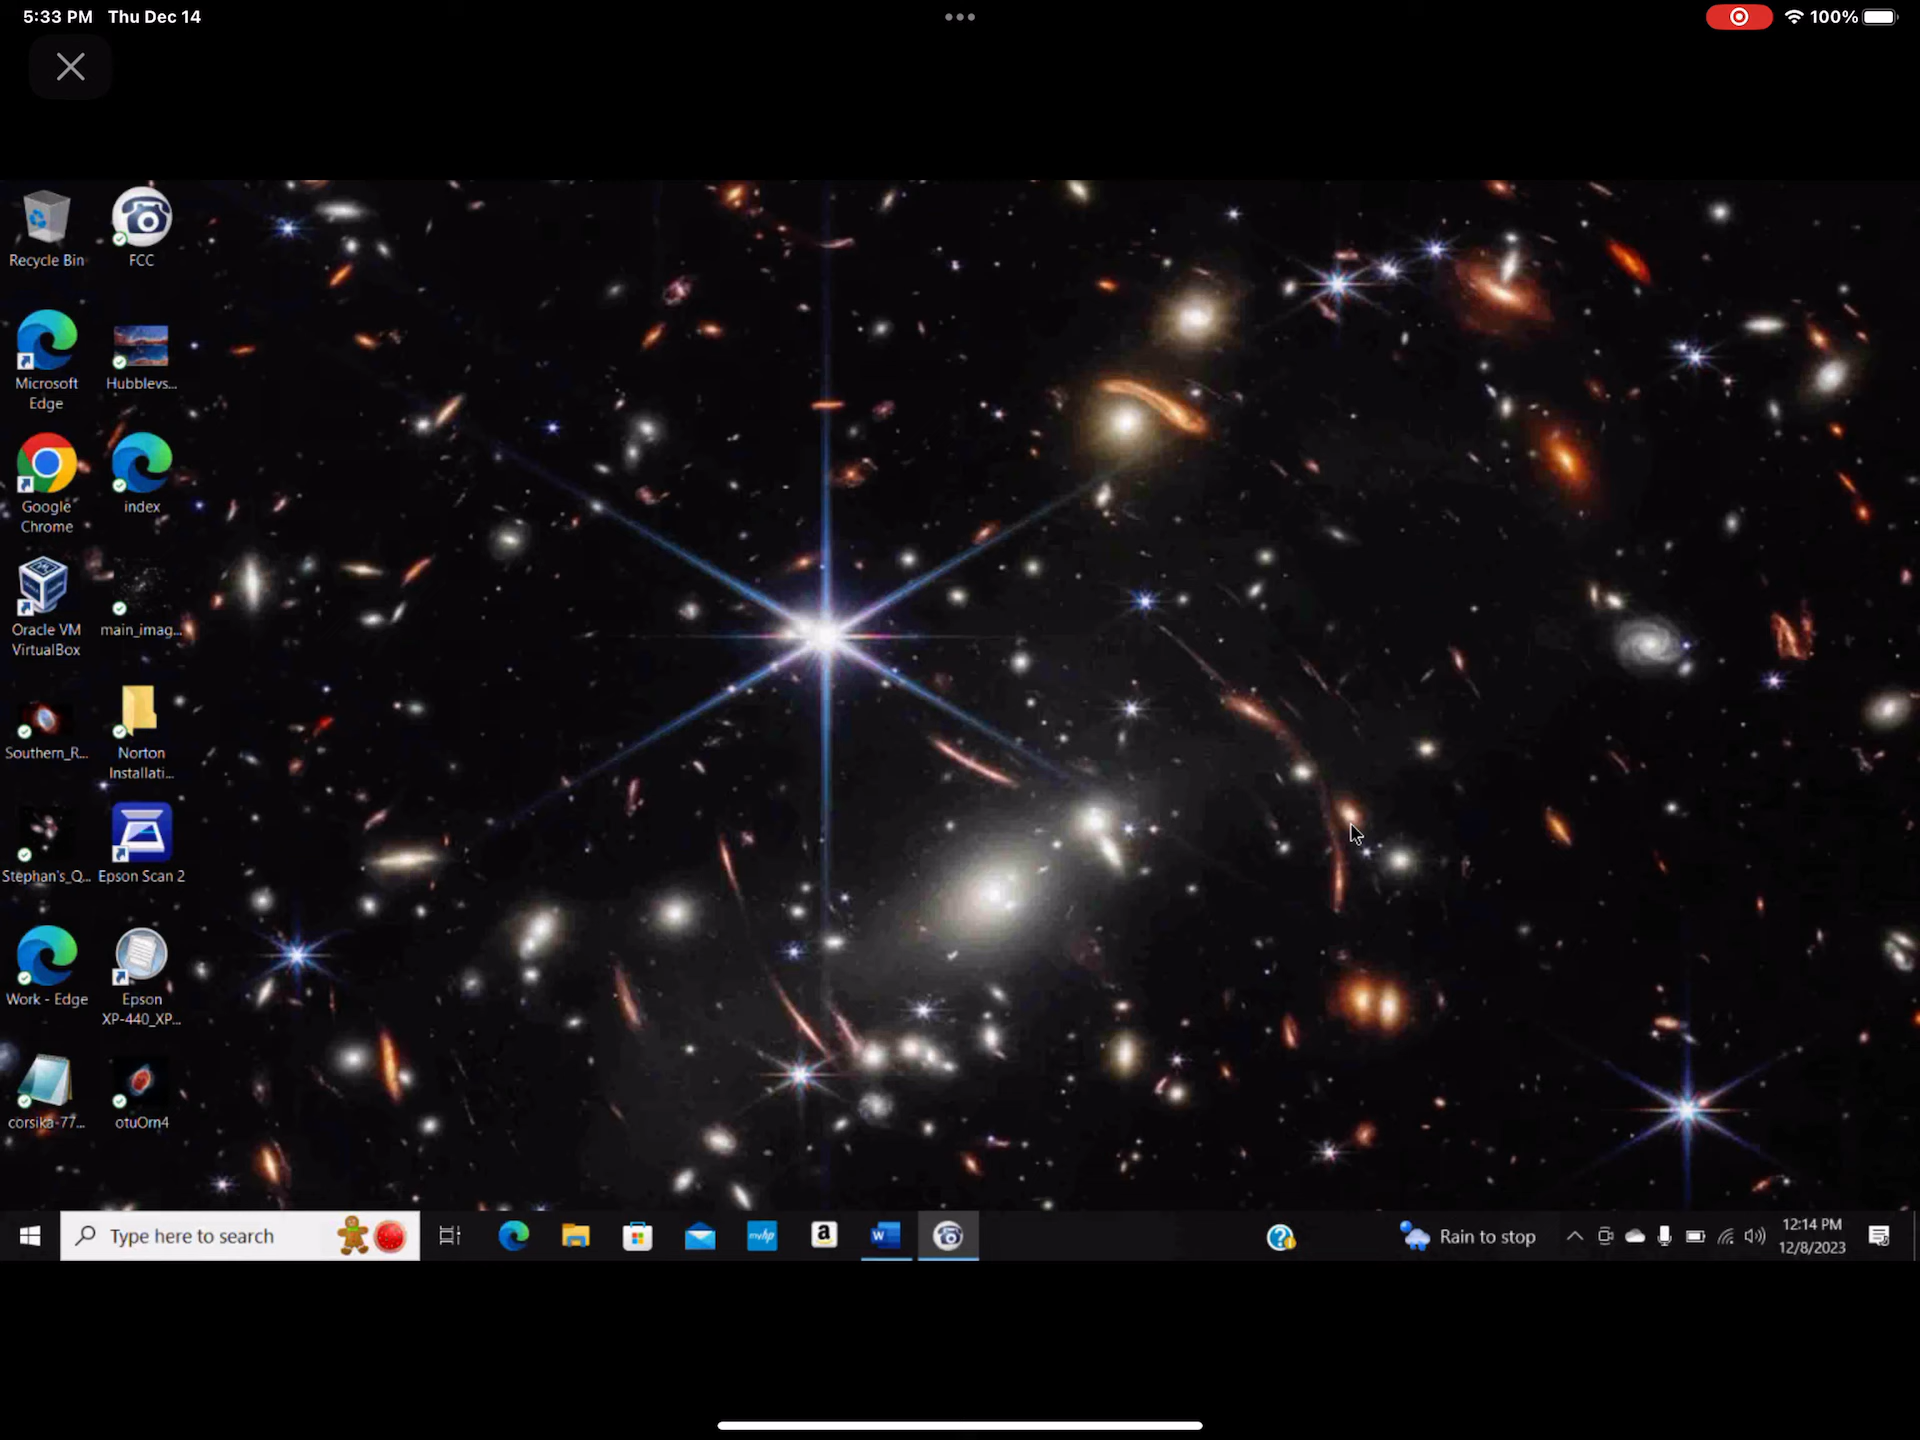 5:33 PM Thu Dec 14
100%
Recycle Bin
FCC
Microsoft Edge
Hubblevs...
Google Chrome
index
Oracle VM VirtualBox
main_imag...
Southern_R...
Norton Installati...
Stephan's_Q...
Epson Scan 2
Work - Edge
Epson XP-440_XP...
corsika-77...
otuOm4
Type here to search
myhp
a
W
?
Rain to stop
12:14 PM
12/8/2023